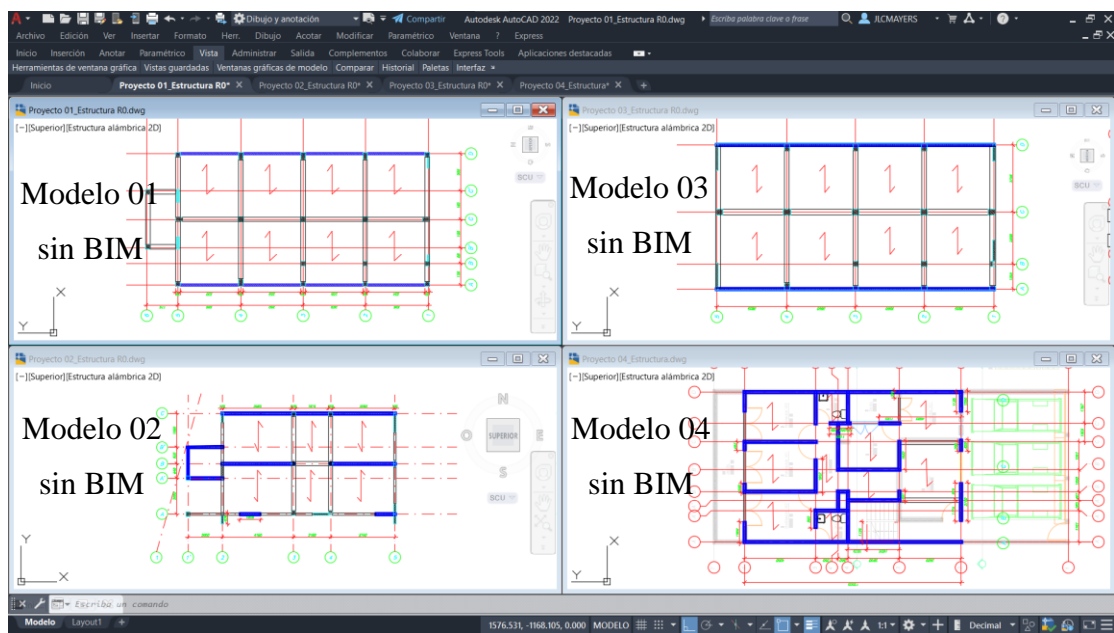 Dibujo y anotación
Compartir
Autodesk AutoCAD 2022 Proyecto 01_Estructura R0.dwg
Escriba palabra clave o frase
JLCMAYERS
Archivo Edición Ver Insertar Formato Herr. Dibujo Acotar Modificar Paramétrico Ventana ? Express
Inicio Inserción Anotar Paramétrico Vista Administrar Salida Complementos Colaborar Express Tools Aplicaciones destacadas
Herramientas de ventana gráfica Vistas guardadas Ventanas gráficas de modelo Comparar Historial Paletas Interfaz »
Inicio Proyecto 01_Estructura R0* X Proyecto 02_Estructura R0* X Proyecto 03_Estructura R0* X Proyecto 04_Estructura* X +
Proyecto 01_Estructura R0.dwg
[−][Superior][Estructura alámbrica 2D]
SCU
Modelo 01
sin BIM
X
Y
Proyecto 03_Estructura R0.dwg
[−][Superior][Estructura alámbrica 2D]
SCU
Modelo 03
sin BIM
X
Y
Proyecto 02_Estructura R0.dwg
[−][Superior][Estructura alámbrica 2D]
N
O SUPERIOR
S
SCU
Modelo 02
sin BIM
Y
X
Proyecto 04_Estructura.dwg
[−][Superior][Estructura alámbrica 2D]
Modelo 04
sin BIM
X
Y
Escriba un comando
Modelo Layout1 +
1576.531, -1168.105, 0.000 MODELO
1:1
Decimal